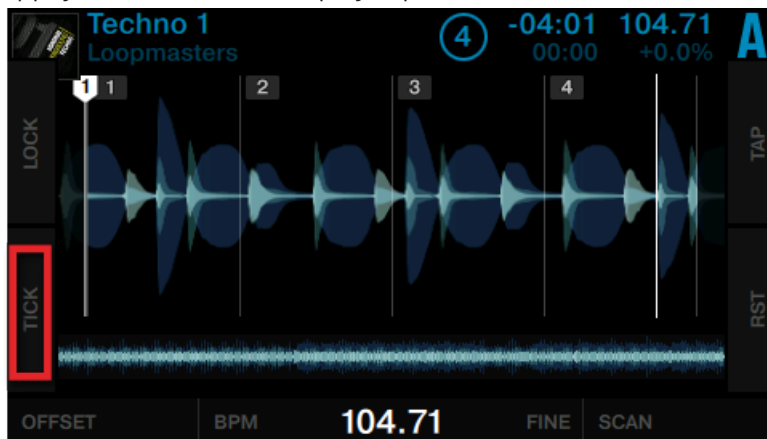 Techno 1
Loopmasters
4
-04:01 104.71
00:00 +0.0%
A
1 1 2 3 4
LOCK
TAP
TICK
RST
OFFSET BPM 104.71 FINE SCAN